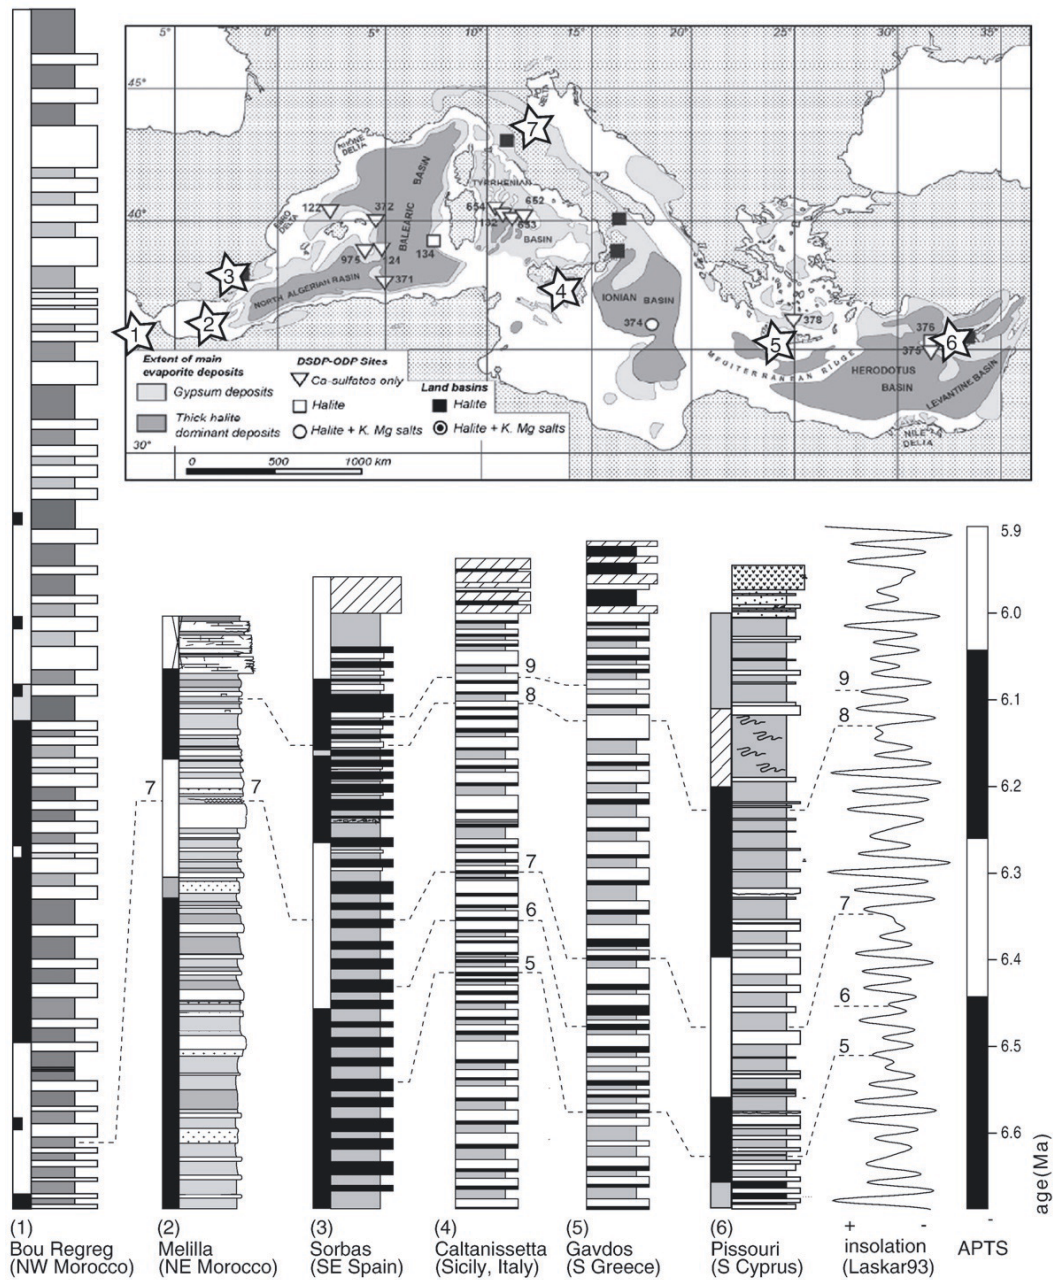 5° 0° 5° 10° 15° 20° 25° 30° 35°
45°
DELTA
7
RHÔNE
DELTA
BALEARIC BASIN
TYRRHENIAN
BASIN
EBRO
DELTA
122
372
654
652
132
653
40°
975
134
371
3
NORTH ALGERIAN BASIN
4
IONIAN BASIN
374
378
376
375
1
2
5
6
MEDITERRANEAN RIDGE
HERODOTUS
BASIN
LEVANTINE BASIN
NILE
DELTA
Extent of main
evaporite deposits
Gypsum deposits
Thick halite
dominant deposits
DSDP-ODP Sites
Ca-sulfates only
Halite
Halite + K. Mg salts
Land basins
Halite
Halite + K. Mg salts
30°
0 500 1000 km
5.9
6.0
6.1
6.2
6.3
6.4
6.5
6.6
age(Ma)
9
8
7
6
5
9
8
7
6
5
7
7
(1)
Bou Regreg
(NW Morocco)
(2)
Melilla
(NE Morocco)
(3)
Sorbas
(SE Spain)
(4)
Caltanissetta
(Sicily, Italy)
(5)
Gavdos
(S Greece)
(6)
Pissouri
(S Cyprus)
+ -
insolation
(Laskar93)
-
APTS